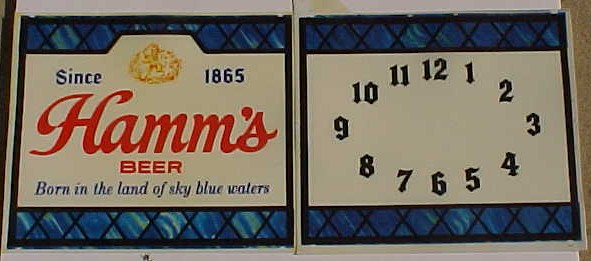 Since 1865
Hamm's
BEER
Born in the land of sky blue waters
12
11 1
10 2
9 3
8 4
7 6 5